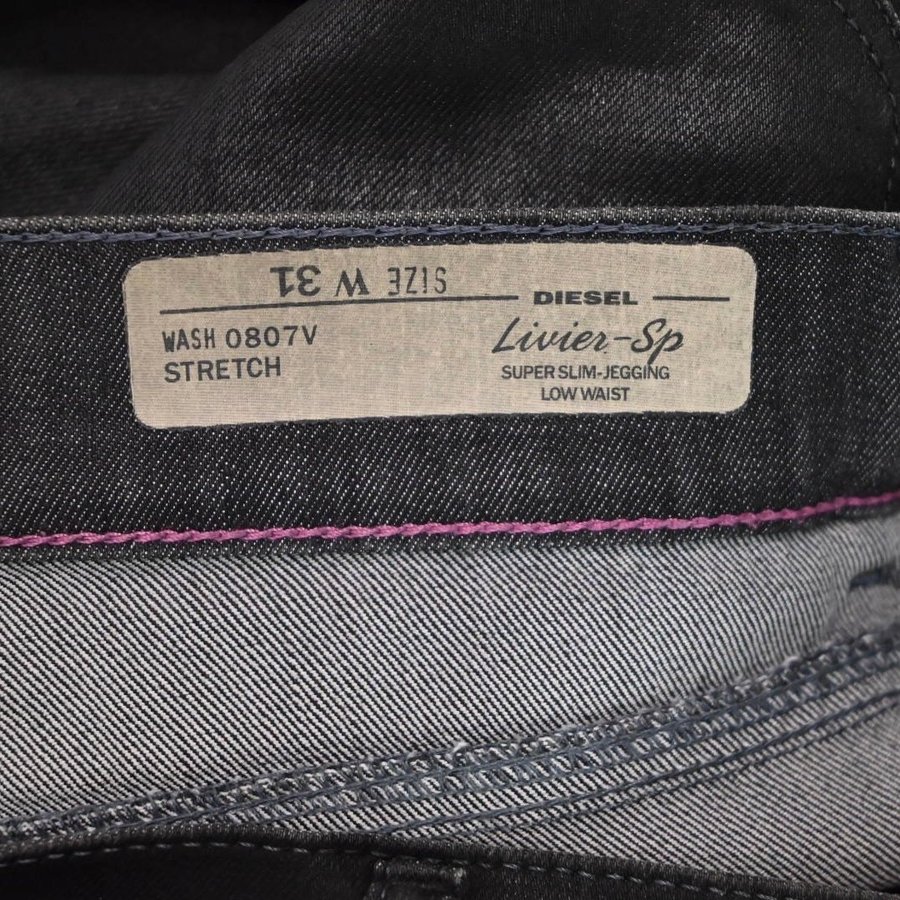 SIZE W 31
DIESEL
WASH 0807V
STRETCH
Livier-Sp
SUPER SLIM-JEGGING
LOW WAIST